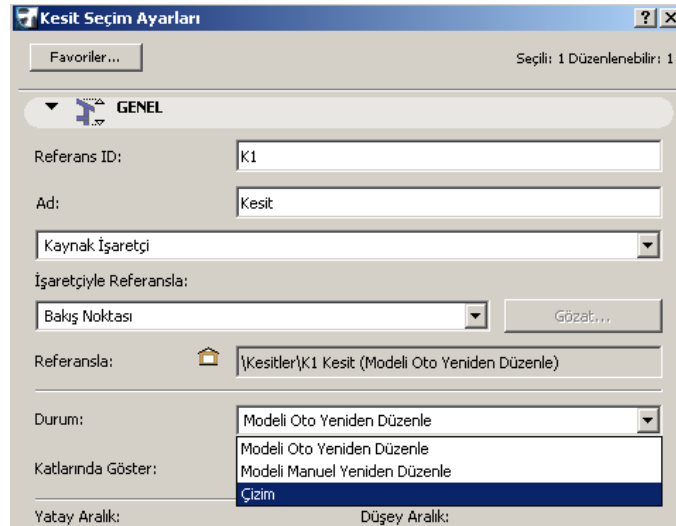 Kesit Seçim Ayarları
Favoriler...
Seçili: 1 Düzenlenebilir: 1
GENEL
Referans ID:
K1
Ad:
Kesit
Kaynak İşaretçi
İşaretçiyle Referansla:
Bakış Noktası
Gözat...
Referansla:
\Kesitler\K1 Kesit (Modeli Oto Yeniden Düzenle)
Durum:
Modeli Oto Yeniden Düzenle
Modeli Oto Yeniden Düzenle
Modeli Manuel Yeniden Düzenle
Katlarında Göster:
Çizim
Yatay Aralık:
Düşey Aralık: